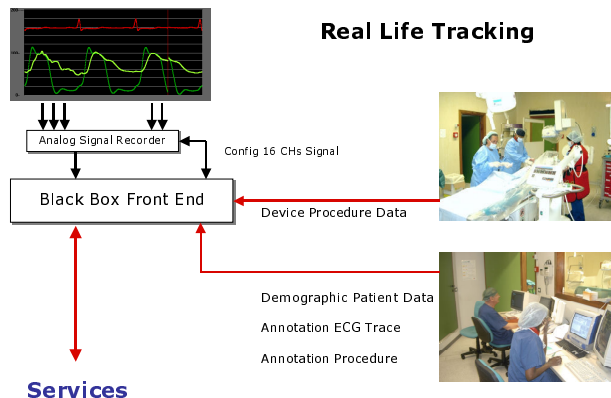 Real Life Tracking
Analog Signal Recorder
Config 16 CHs Signal
Black Box Front End
Device Procedure Data
Demographic Patient Data
Annotation ECG Trace
Annotation Procedure
Services